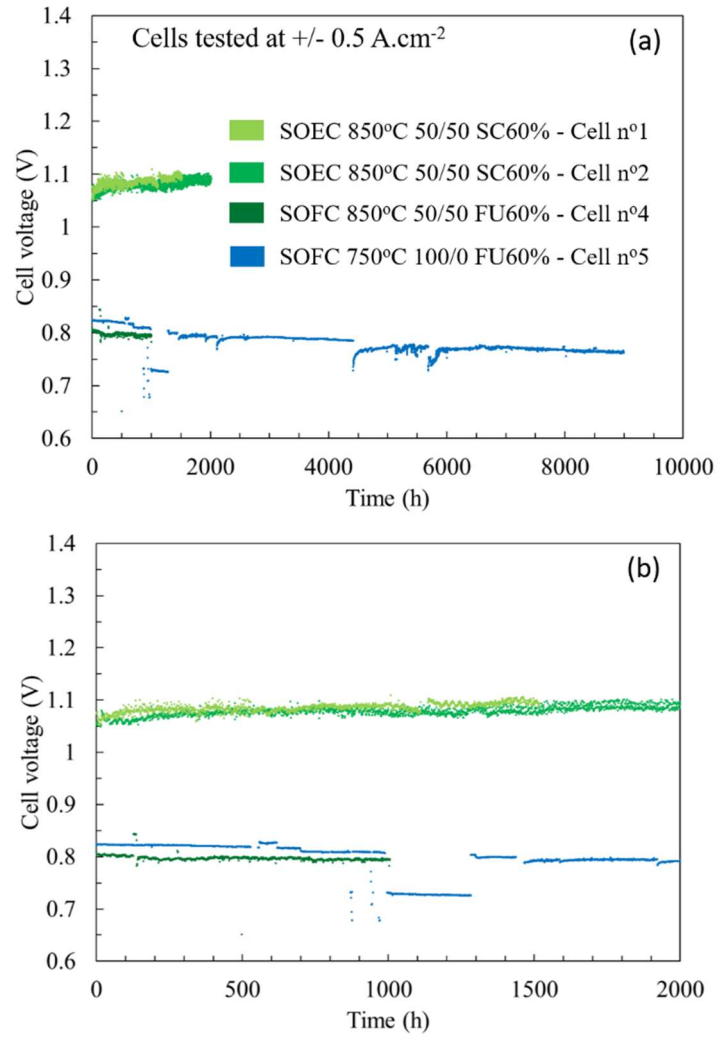 1.4
Cells tested at +/- 0.5 A.cm-2
(a)
1.3
1.2
SOEC 850ºC 50/50 SC60% - Cell nº1
SOEC 850ºC 50/50 SC60% - Cell nº2
SOFC 850ºC 50/50 FU60% - Cell nº4
SOFC 750ºC 100/0 FU60% - Cell nº5
1.1
1
0.9
0.8
0.7
0.6
Cell voltage (V)
0 2000 4000 6000 8000 10000
Time (h)
1.4
(b)
1.3
1.2
1.1
1
0.9
0.8
0.7
0.6
Cell voltage (V)
0 500 1000 1500 2000
Time (h)